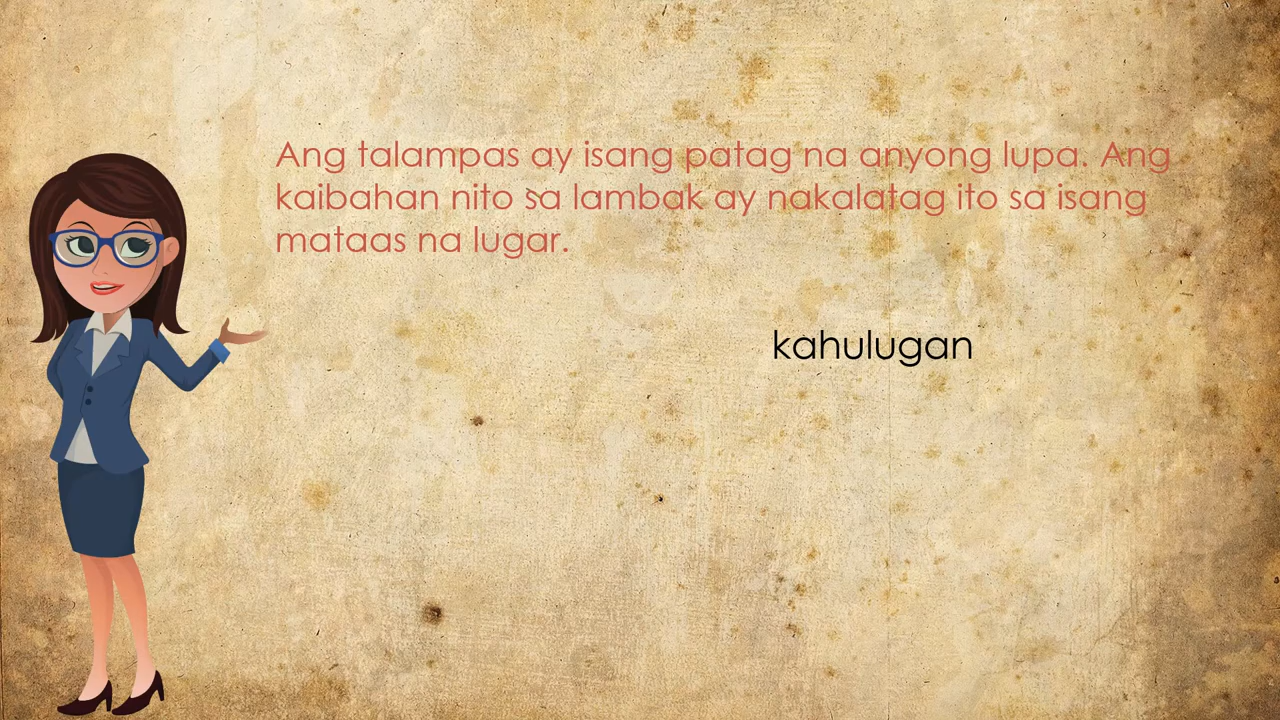 Ang talampas ay isang patag na anyong lupa. Ang
kaibahan nito sa lambak ay nakalatag ito sa isang
mataas na lugar.
kahulugan